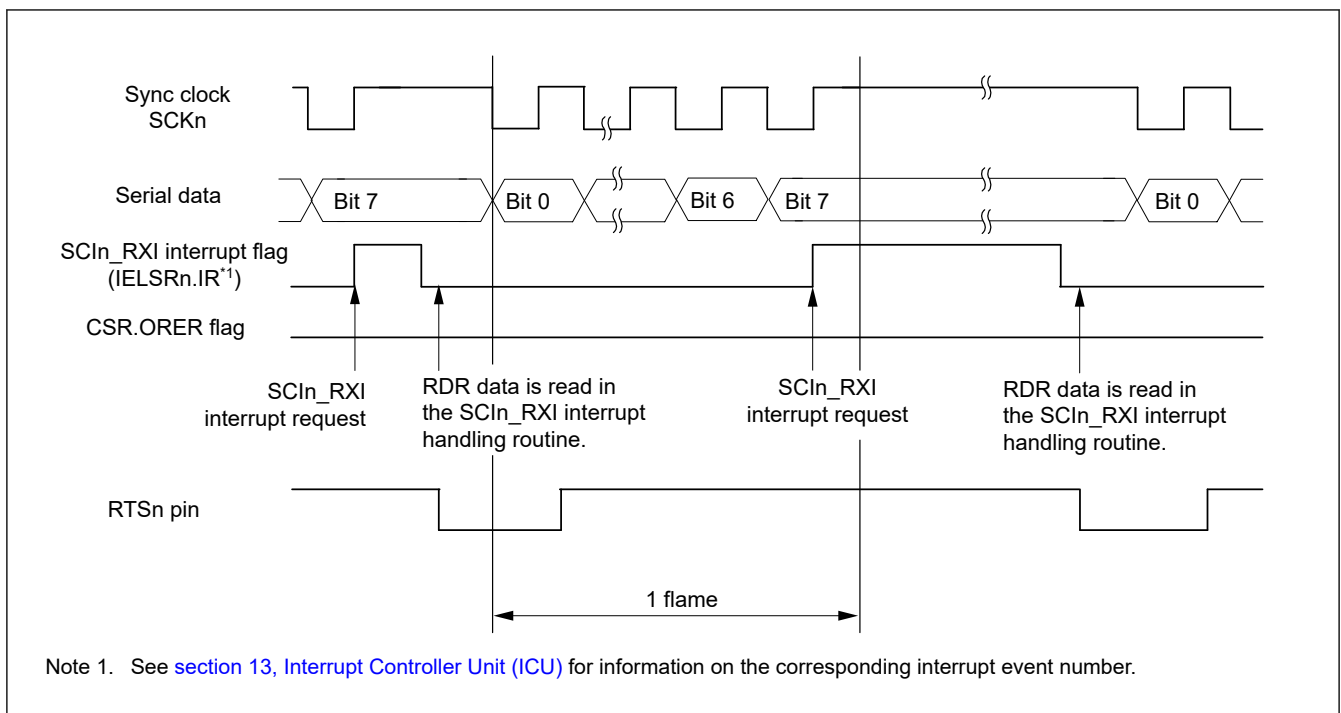 Sync clock
SCKn
Serial data
Bit 7
Bit 0
Bit 6
Bit 7
Bit 0
SCIn_RXI interrupt flag
(IELSRn.IR*1)
CSR.ORER flag
SCIn_RXI
interrupt request
RDR data is read in
the SCIn_RXI interrupt
handling routine.
SCIn_RXI
interrupt request
RDR data is read in
the SCIn_RXI interrupt
handling routine.
RTSn pin
1 flame
Note 1. See section 13, Interrupt Controller Unit (ICU) for information on the corresponding interrupt event number.